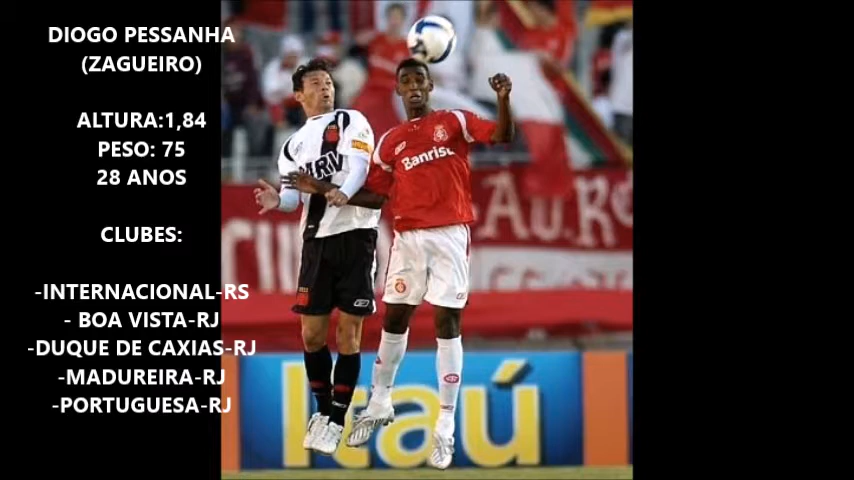 DIOGO PESSANHA
(ZAGUEIRO)
ALTURA:1,84
PESO: 75
28 ANOS
CLUBES:
-INTERNACIONAL-RS
- BOA VISTA-RJ
-DUQUE DE CAXIAS-RJ
-MADUREIRA-RJ
-PORTUGUESA-RJ
MRV
Banrisul
Itaú